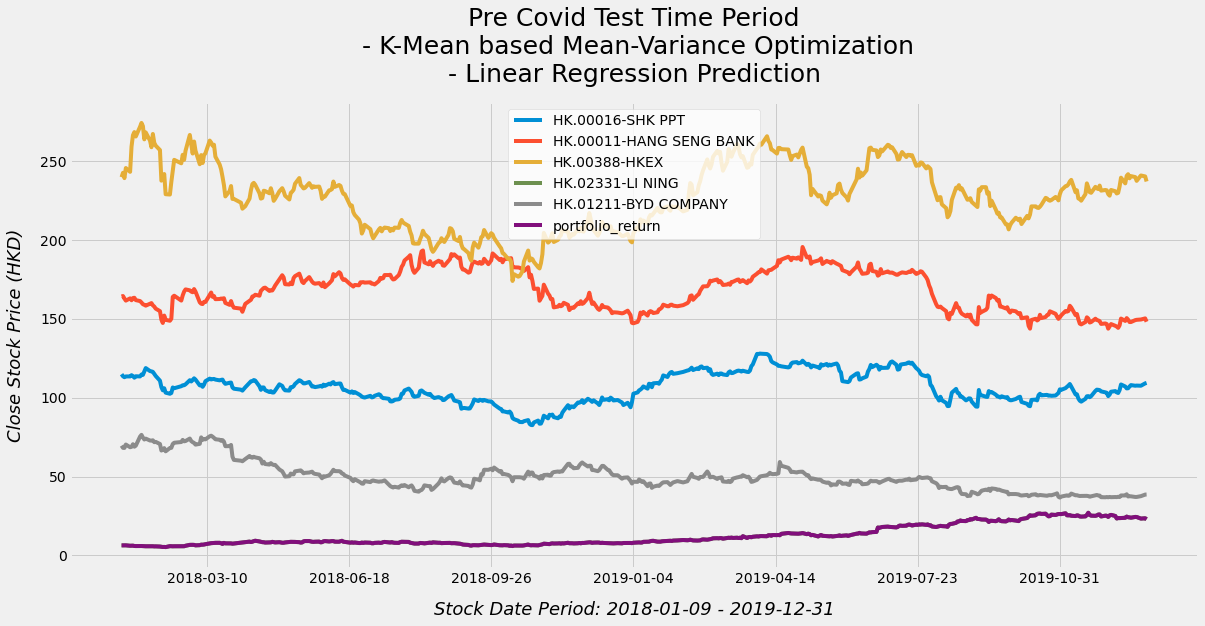 Pre Covid Test Time Period
- K-Mean based Mean-Variance Optimization
- Linear Regression Prediction
HK.00016-SHK PPT
HK.00011-HANG SENG BANK
HK.00388-HKEX
HK.02331-LI NING
HK.01211-BYD COMPANY
portfolio_return
Close Stock Price (HKD)
250
200
150
100
50
0
2018-03-10
2018-06-18
2018-09-26
2019-01-04
2019-04-14
2019-07-23
2019-10-31
Stock Date Period: 2018-01-09 - 2019-12-31